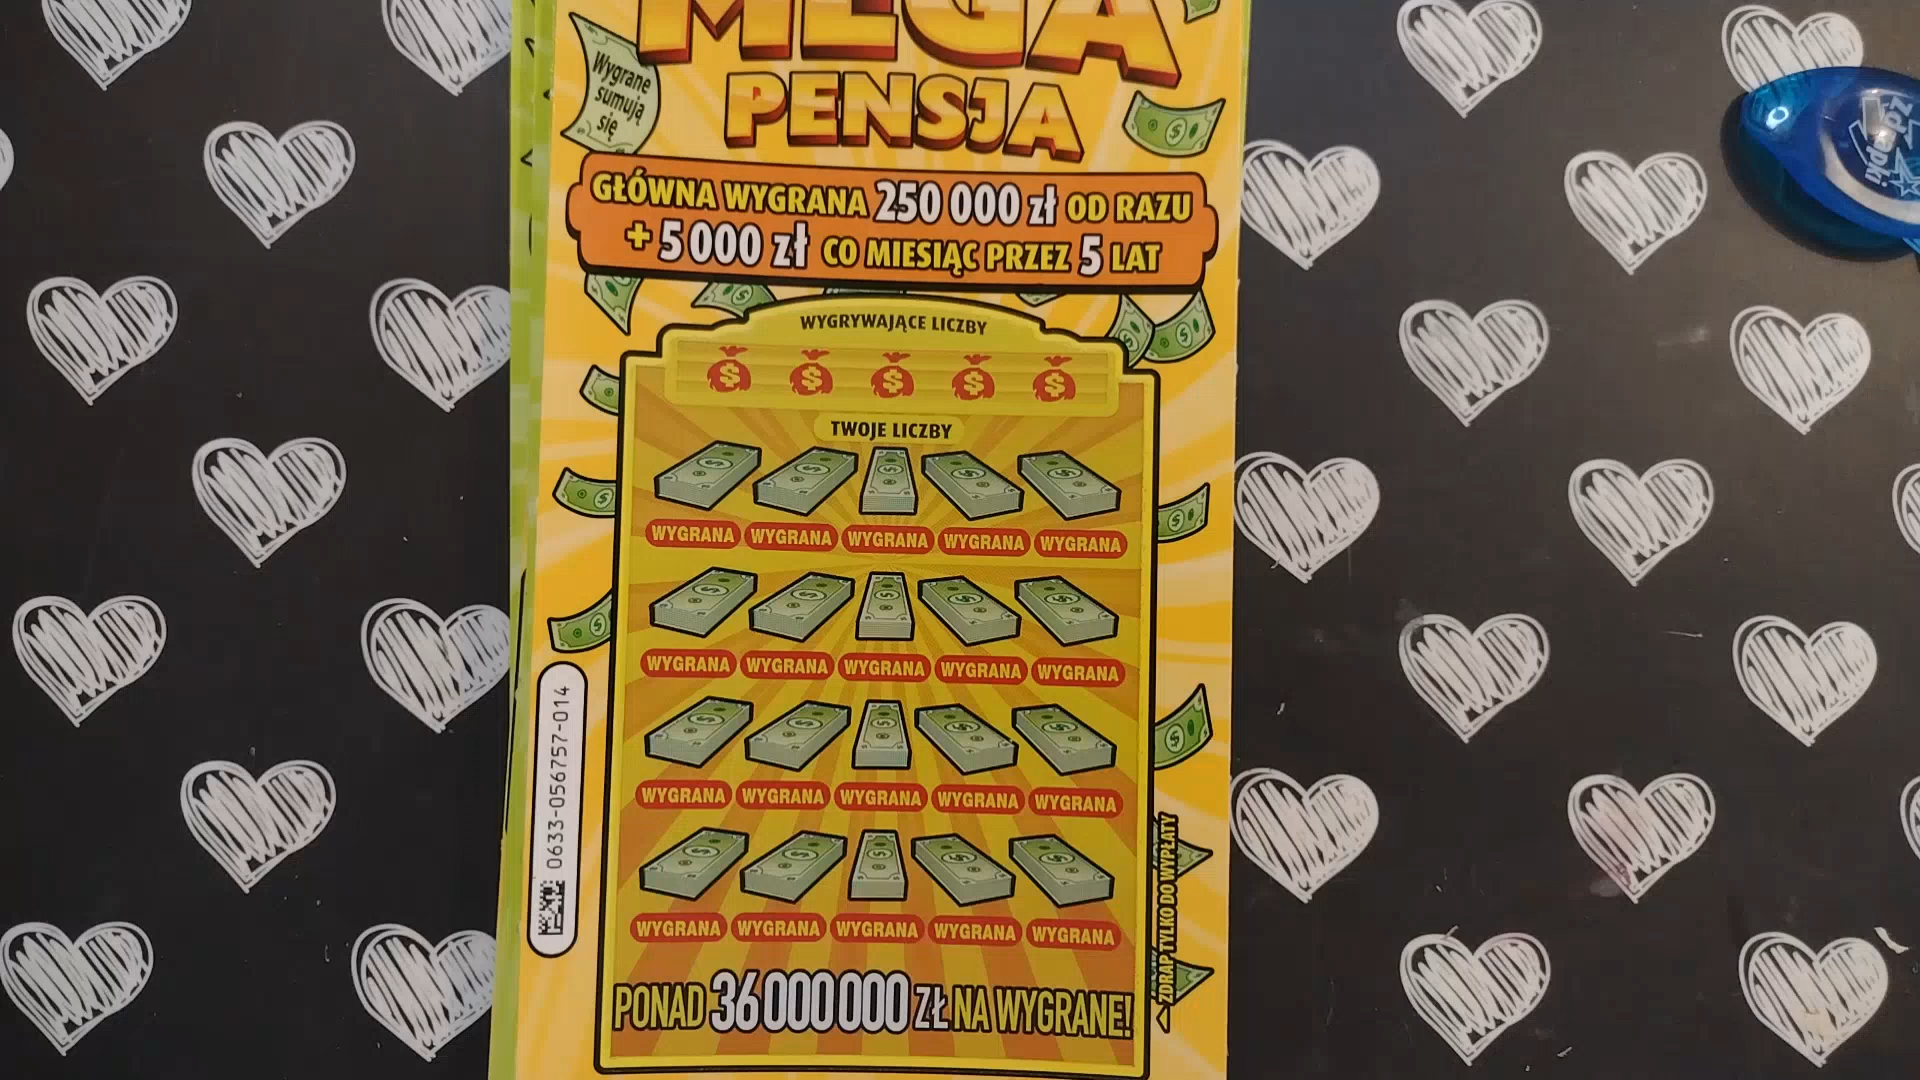 MEGA
PENSJA
Wygrane
sumują
się
GŁÓWNA WYGRANA 250 000 zł OD RAZU
+ 5 000 zł CO MIESIĄC PRZEZ 5 LAT
WYGRYWAJĄCE LICZBY
TWOJE LICZBY
WYGRANA WYGRANA WYGRANA WYGRANA WYGRANA
WYGRANA WYGRANA WYGRANA WYGRANA WYGRANA
WYGRANA WYGRANA WYGRANA WYGRANA WYGRANA
WYGRANA WYGRANA WYGRANA WYGRANA WYGRANA
PONAD 36 000 000 ZŁ NA WYGRANE!
0633-056757-014
ZDRAP TYLKO DO WYPŁATY